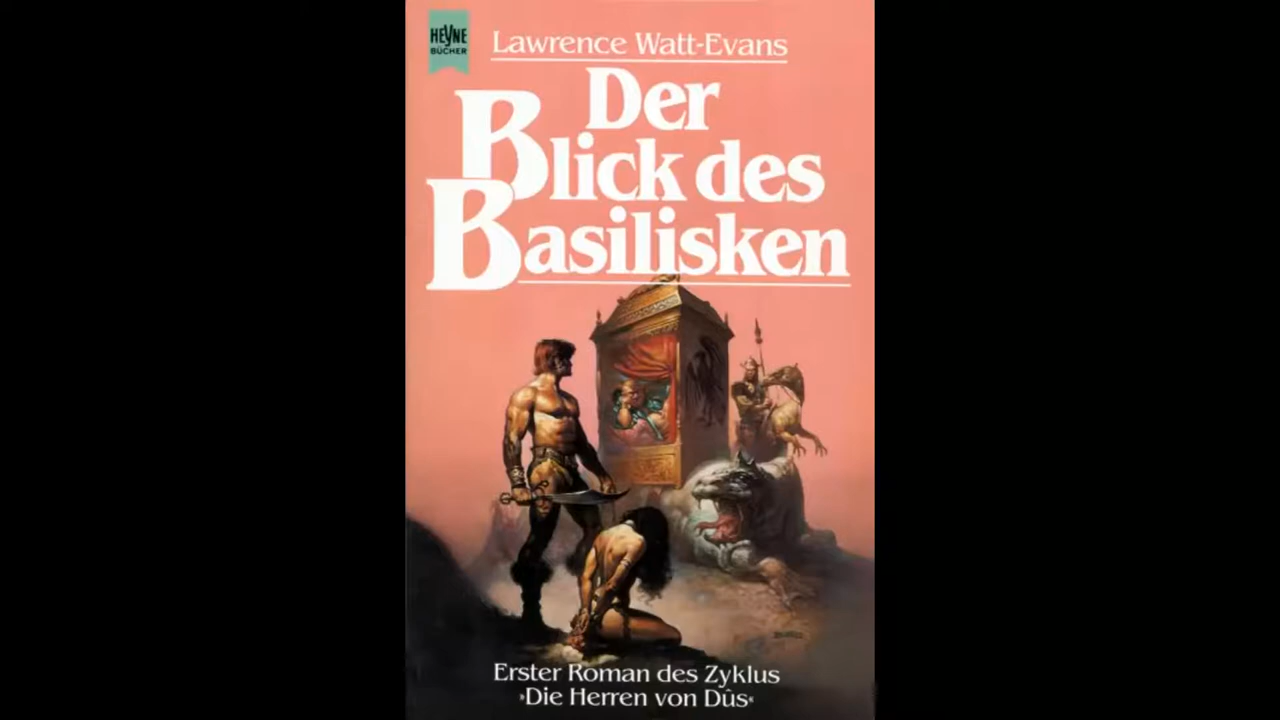 HEYNE
BÜCHER
Lawrence Watt-Evans
Der
Blick des
Basilisken
Erster Roman des Zyklus
»Die Herren von Dûs«